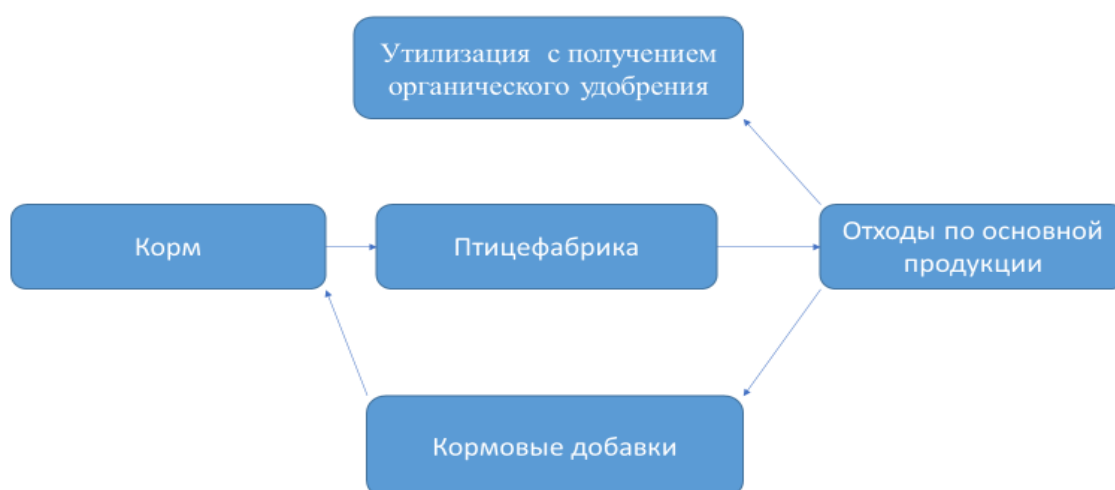 Утилизация с получением
органического удобрения
Корм
Птицефабрика
Отходы по основной
продукции
Кормовые добавки